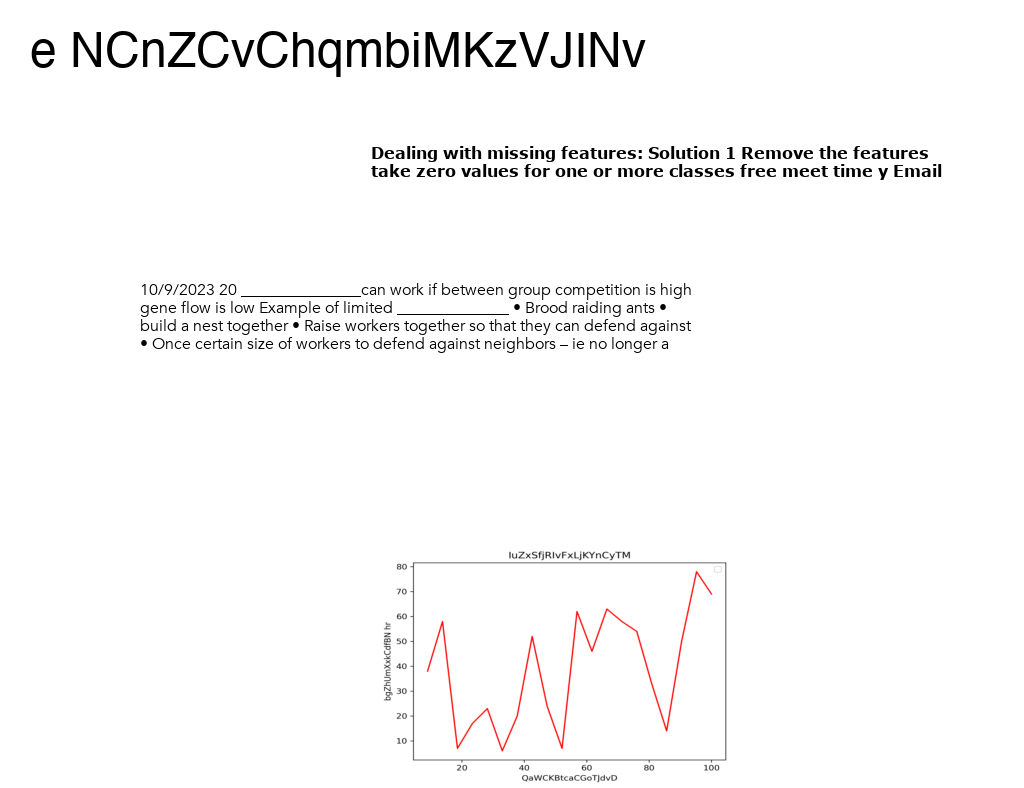 e NCnZCvChqmbiMKzVJINv
Dealing with missing features: Solution 1 Remove the features
take zero values for one or more classes free meet time y Email
10/9/2023 20 _______________can work if between group competition is high
gene flow is low Example of limited ______________ • Brood raiding ants •
build a nest together • Raise workers together so that they can defend against
• Once certain size of workers to defend against neighbors – ie no longer a
IuZxSfjRIvFxLjKYnCyTM
80
70
60
50
40
30
20
10
bgZhUmXxkCdfBN hr
20 40 60 80 100
QaWCKBtcaCGoTJdvD